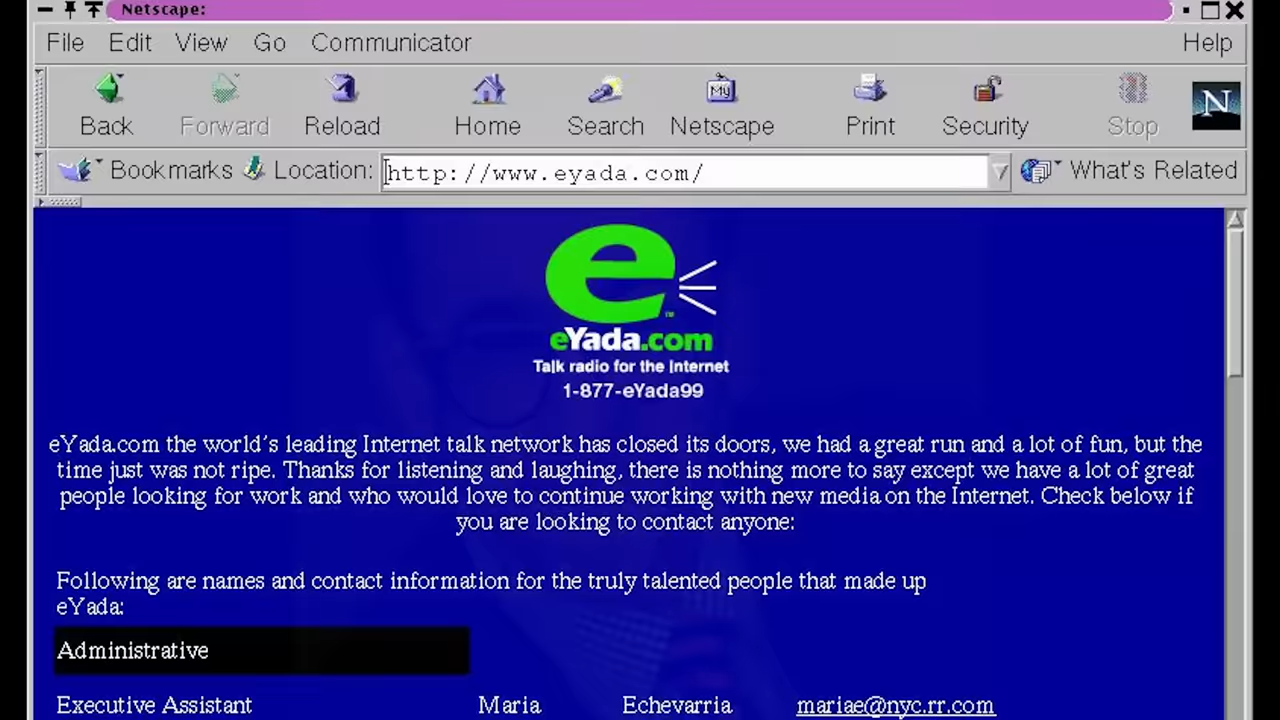 Netscape:
File Edit View Go Communicator Help
Back Forward Reload Home Search My Netscape Print Security Stop N
Bookmarks Location: http://www.eyada.com/ What's Related
e
TM
eYada.com
Talk radio for the Internet
1-877-eYada99
eYada.com the world's leading Internet talk network has closed its doors, we had a great run and a lot of fun, but the
time just was not ripe. Thanks for listening and laughing, there is nothing more to say except we have a lot of great
people looking for work and who would love to continue working with new media on the Internet. Check below if
you are looking to contact anyone:
Following are names and contact information for the truly talented people that made up
eYada:
Administrative
Executive Assistant Maria Echevarria mariae@nyc.rr.com